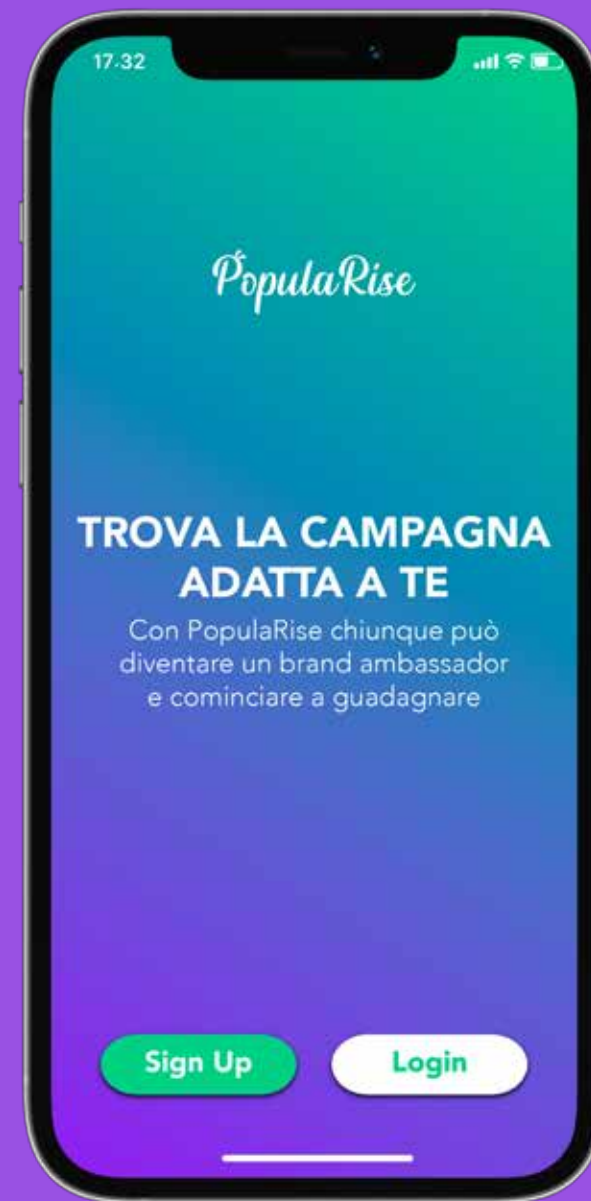 17.32
PopulaRise
TROVA LA CAMPAGNA
ADATTA A TE
Con PopulaRise chiunque può
diventare un brand ambassador
e cominciare a guadagnare
Sign Up
Login